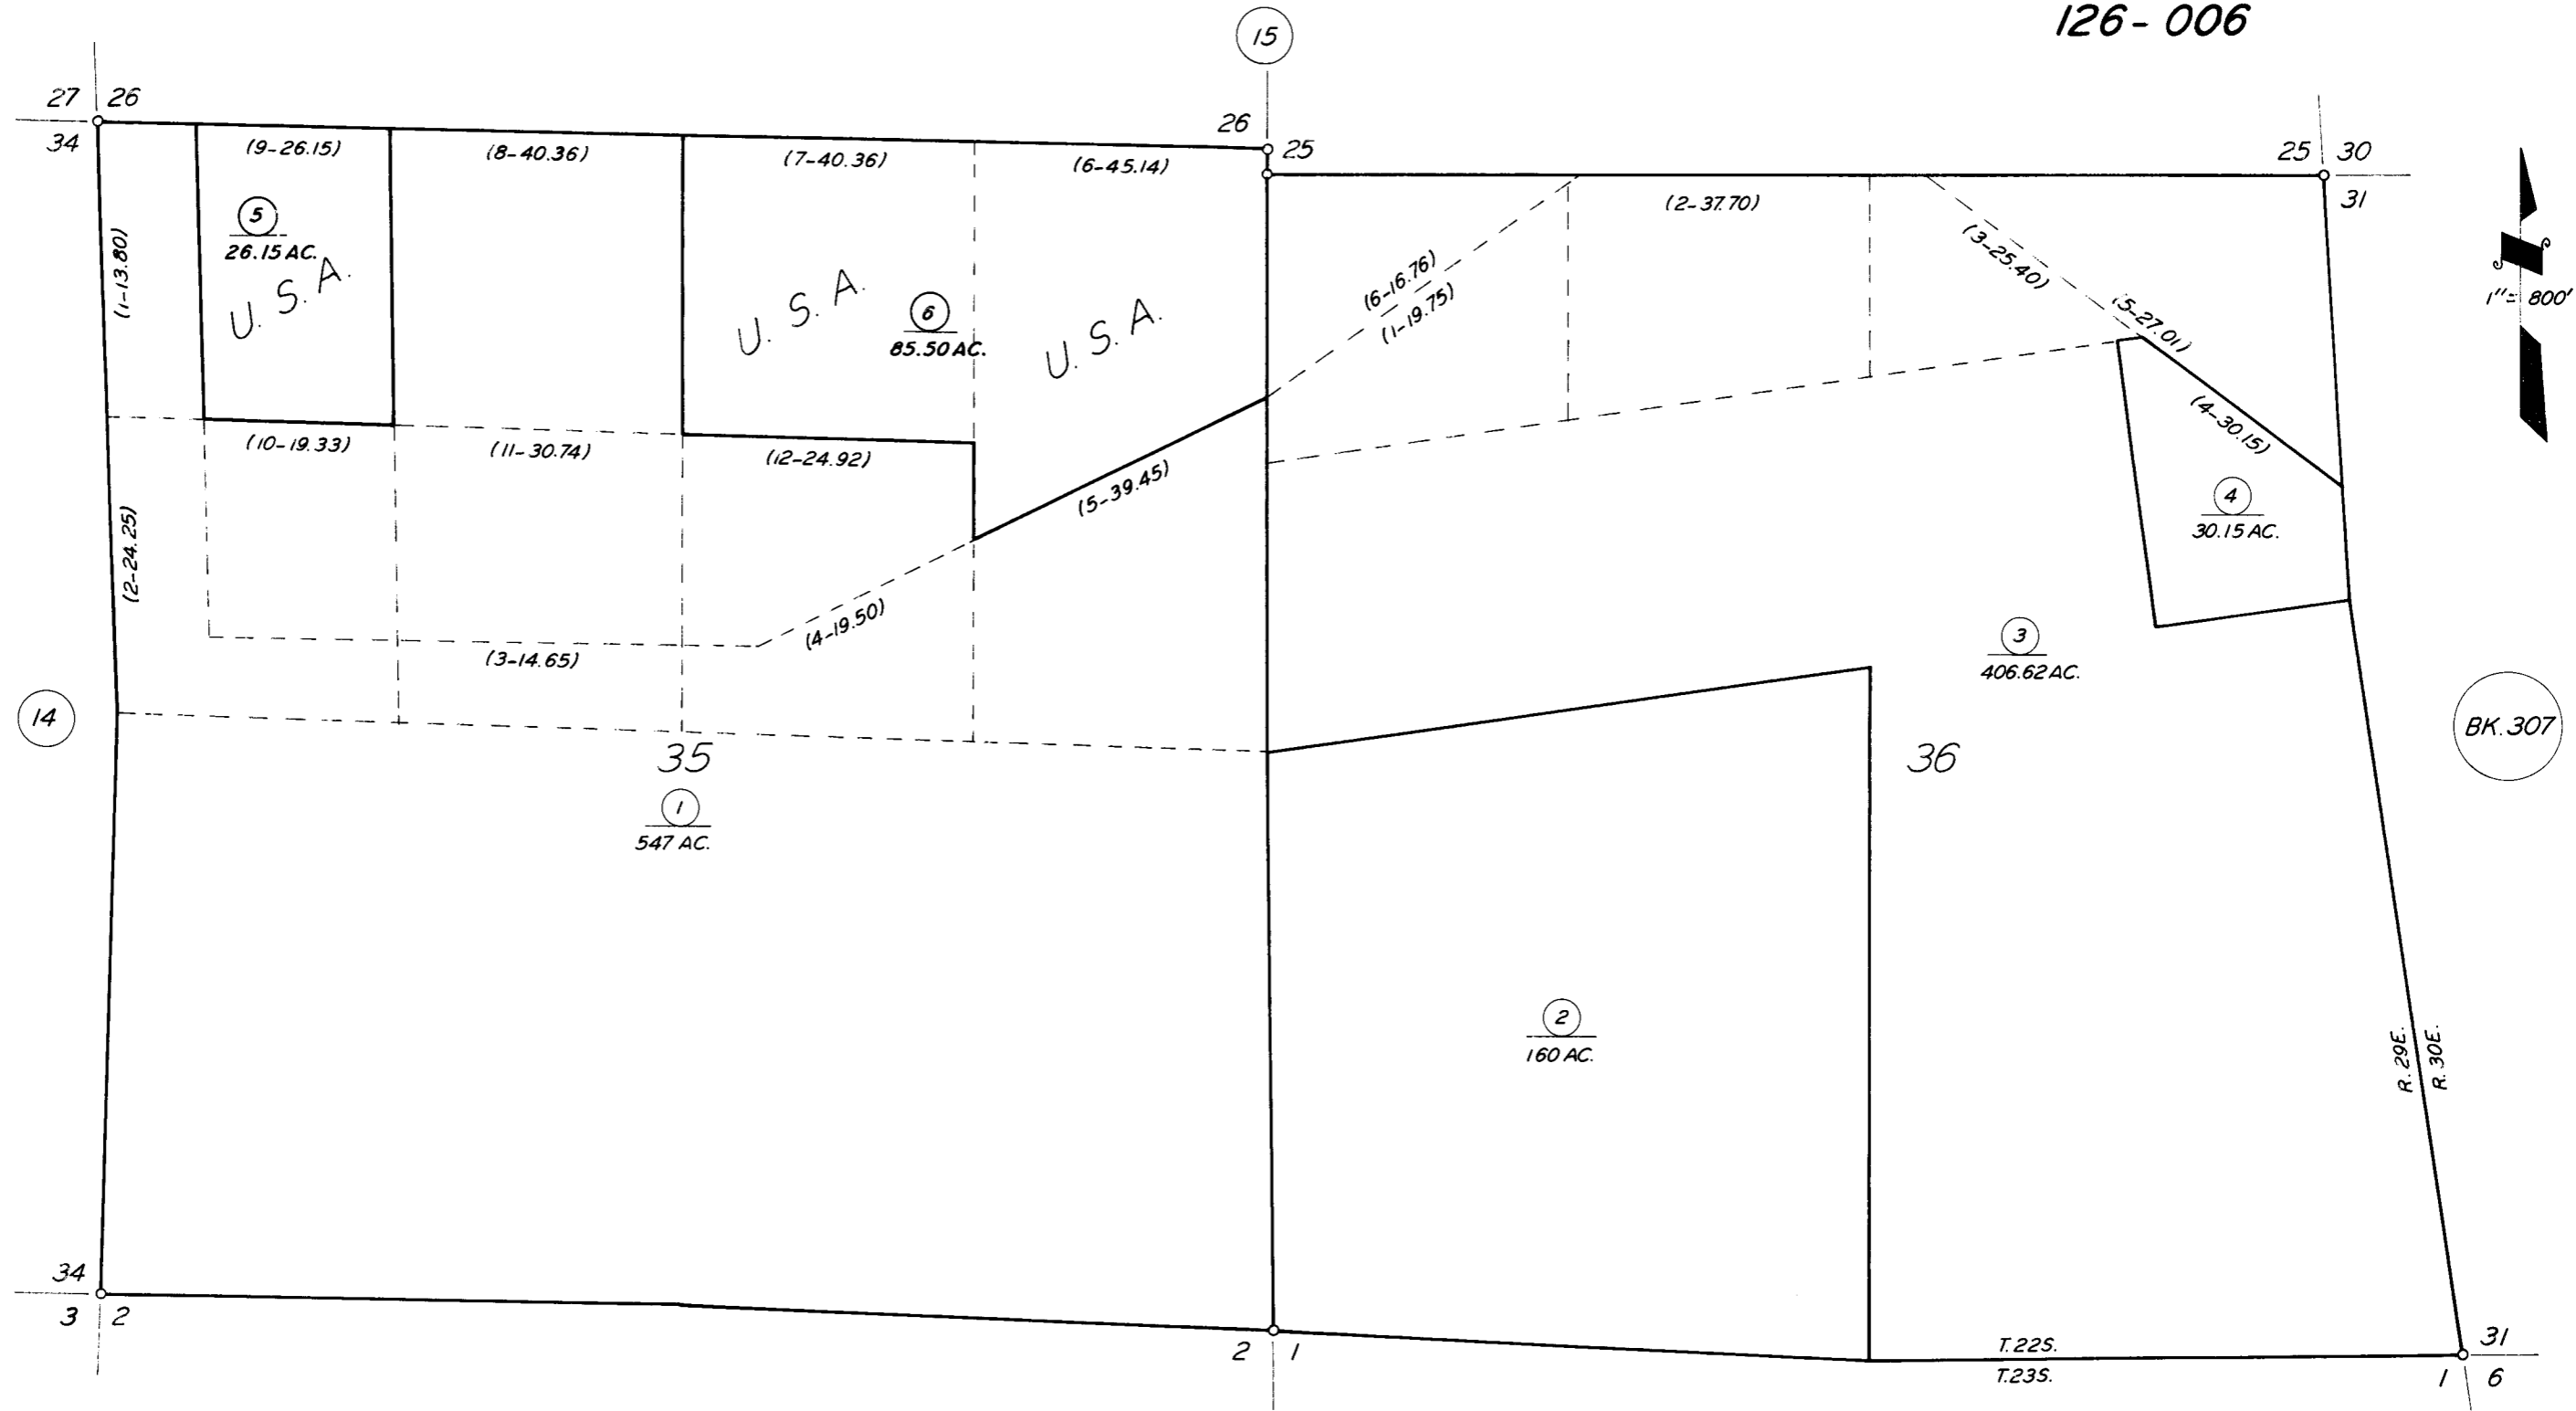 126-006
15
27 26
34
26
25
25 30
31
(9-26.15)
(8-40.36)
(7-40.36)
(6-45.14)
(2-37.70)
5
26.15 AC.
U. S. A.
(1-13.80)
U. S. A.
6
85.50 AC.
U. S. A.
(6-16.76)
(1-19.75)
(3-25.40)
(5-27.01)
(4-30.15)
1"= 800'
(10-19.33)
(11-30.74)
(12-24.92)
(5-39.45)
4
30.15 AC.
(2-24.25)
(4-19.50)
(3-14.65)
3
406.62 AC.
14
35
36
BK. 307
1
547 AC.
2
160 AC.
R. 29E.
R. 30E.
34
3 2
2 1
T.22S.
T.23S.
31
1 6